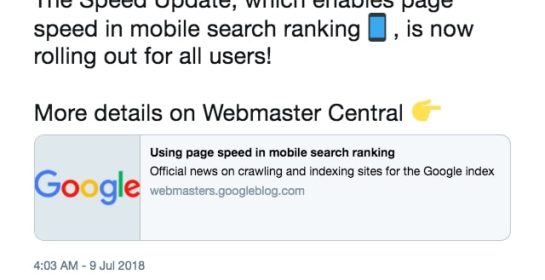 The Speed Update, which enables page
speed in mobile search ranking 📱 , is now
rolling out for all users!
More details on Webmaster Central 👉
Google
Using page speed in mobile search ranking
Official news on crawling and indexing sites for the Google index
webmasters.googleblog.com
4:03 AM - 9 Jul 2018